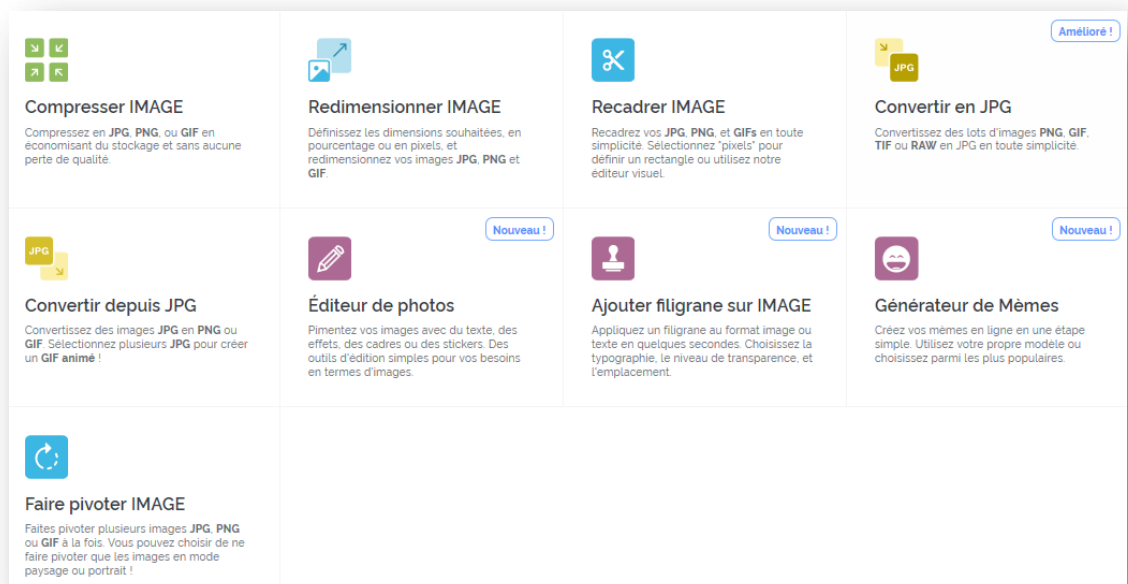 Compresser IMAGE
Compressez en JPG, PNG, ou GIF en
économisant du stockage et sans aucune
perte de qualité.
Redimensionner IMAGE
Définissez les dimensions souhaitées, en
pourcentage ou en pixels, et
redimensionnez vos images JPG, PNG et
GIF.
Recadrer IMAGE
Recadrez vos JPG, PNG, et GIFs en toute
simplicité. Sélectionnez "pixels" pour
définir un rectangle ou utilisez notre
éditeur visuel.
Amélioré !
JPG
Convertir en JPG
Convertissez des lots d'images PNG, GIF,
TIF ou RAW en JPG en toute simplicité.
JPG
Convertir depuis JPG
Convertissez des images JPG en PNG ou
GIF. Sélectionnez plusieurs JPG pour créer
un GIF animé !
Nouveau !
Éditeur de photos
Pimentez vos images avec du texte, des
effets, des cadres ou des stickers. Des
outils d'édition simples pour vos besoins
en termes d'images.
Nouveau !
Ajouter filigrane sur IMAGE
Appliquez un filigrane au format image ou
texte en quelques secondes. Choisissez la
typographie, le niveau de transparence, et
l'emplacement.
Nouveau !
Générateur de Mèmes
Créez vos mèmes en ligne en une étape
simple. Utilisez votre propre modèle ou
choisissez parmi les plus populaires.
Faire pivoter IMAGE
Faites pivoter plusieurs images JPG, PNG
ou GIF à la fois. Vous pouvez choisir de ne
faire pivoter que les images en mode
paysage ou portrait !